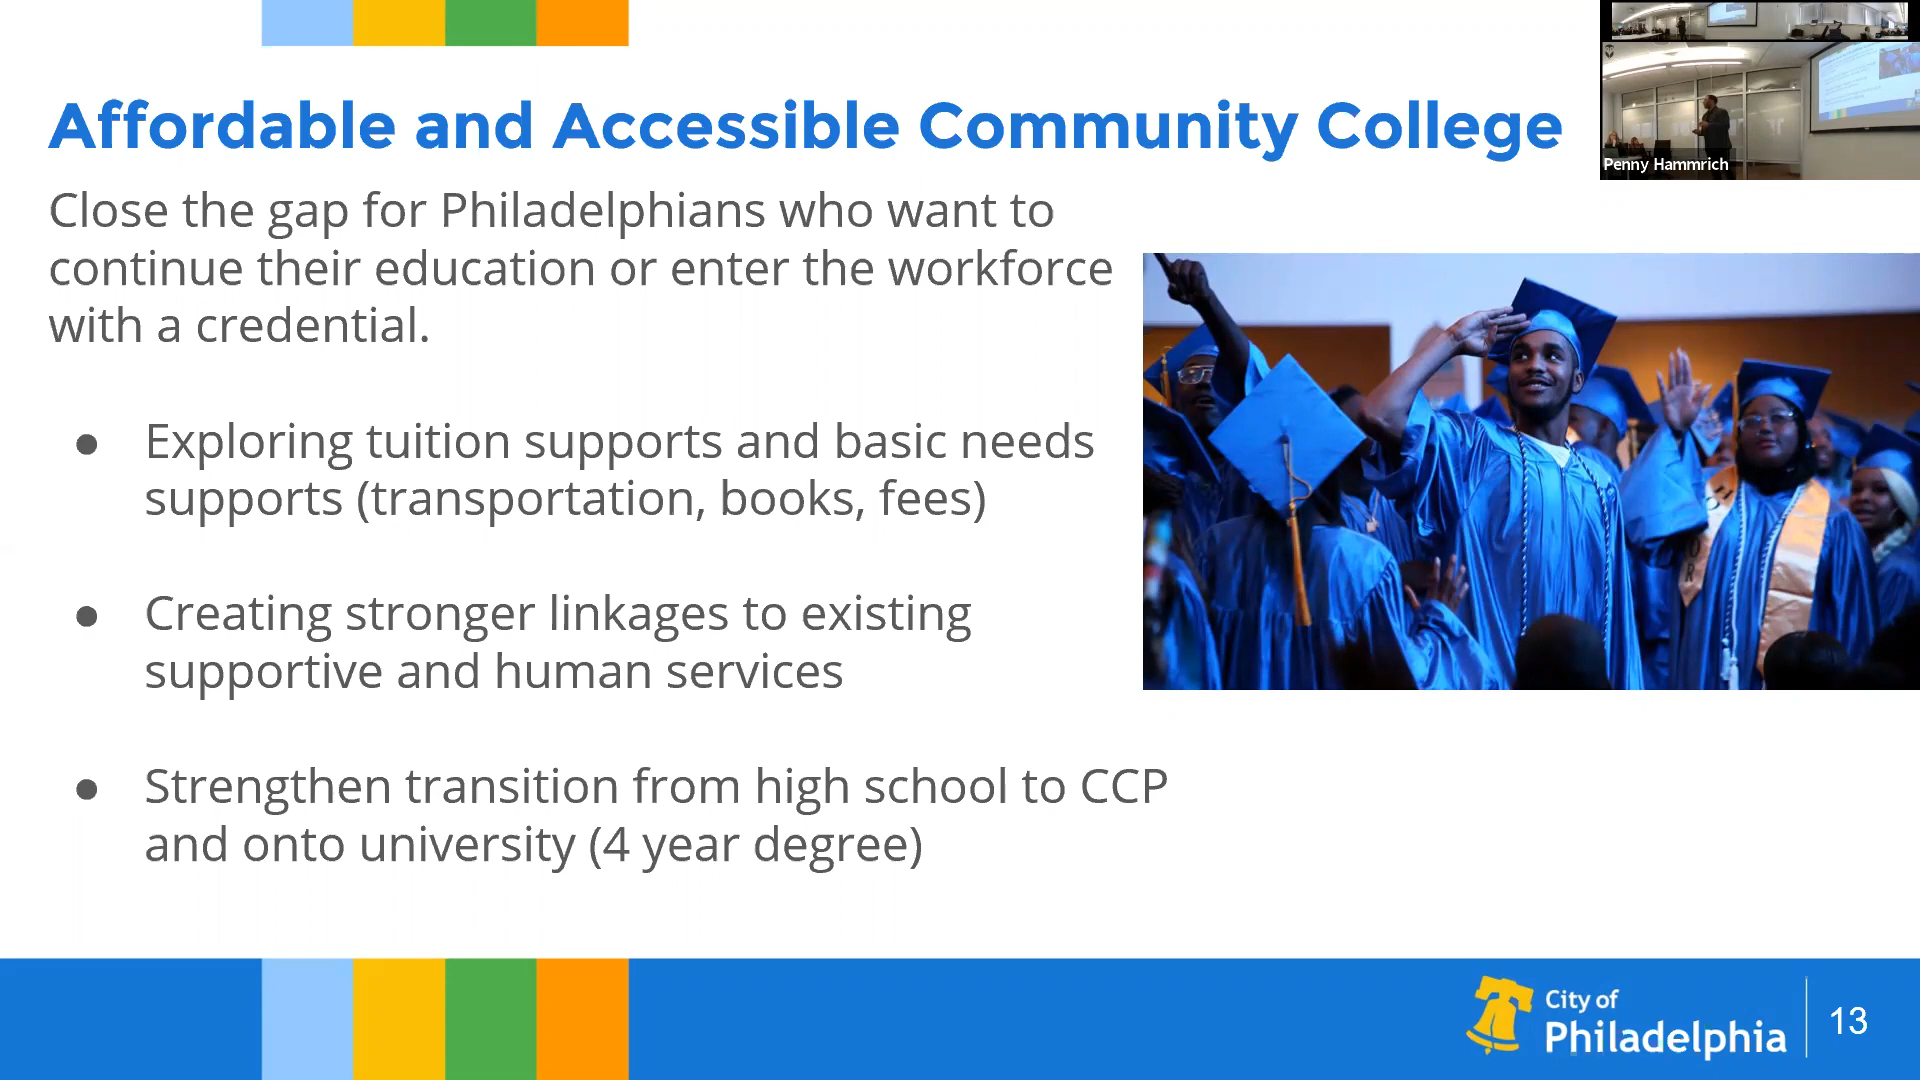 Affordable and Accessible Community College
Penny Hammrich
Close the gap for Philadelphians who want to
continue their education or enter the workforce
with a credential.
● Exploring tuition supports and basic needs
supports (transportation, books, fees)
● Creating stronger linkages to existing
supportive and human services
● Strengthen transition from high school to CCP
and onto university (4 year degree)
City of
Philadelphia
13